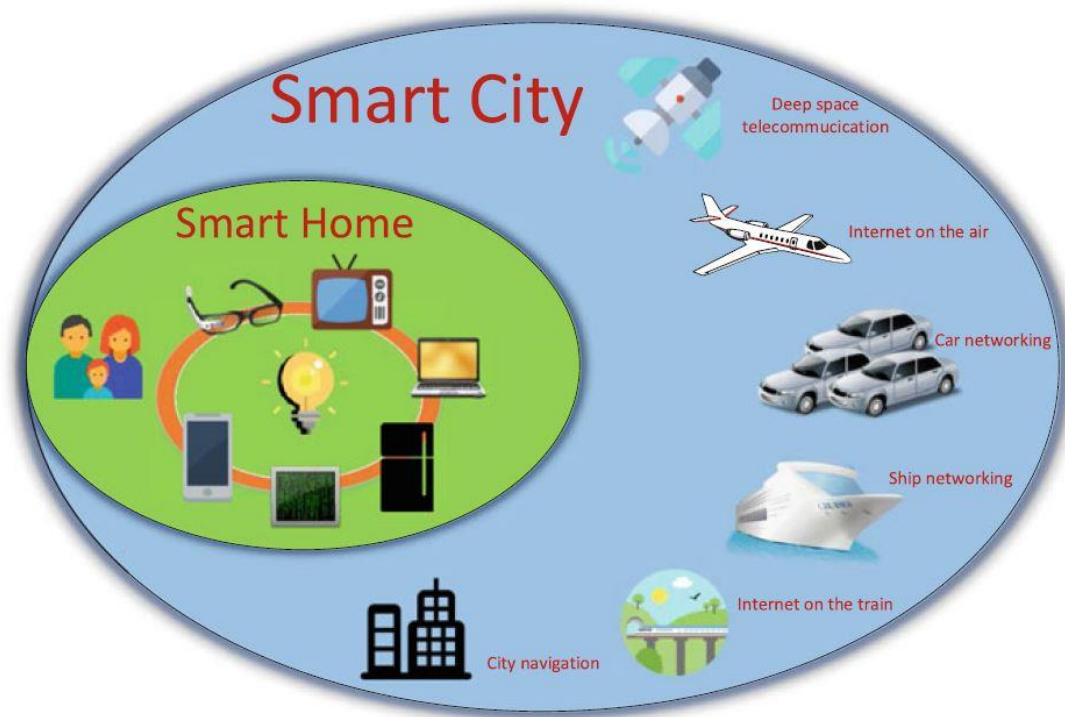 Smart City
Deep space
telecommucication
Smart Home
Internet on the air
Car networking
Ship networking
Internet on the train
City navigation